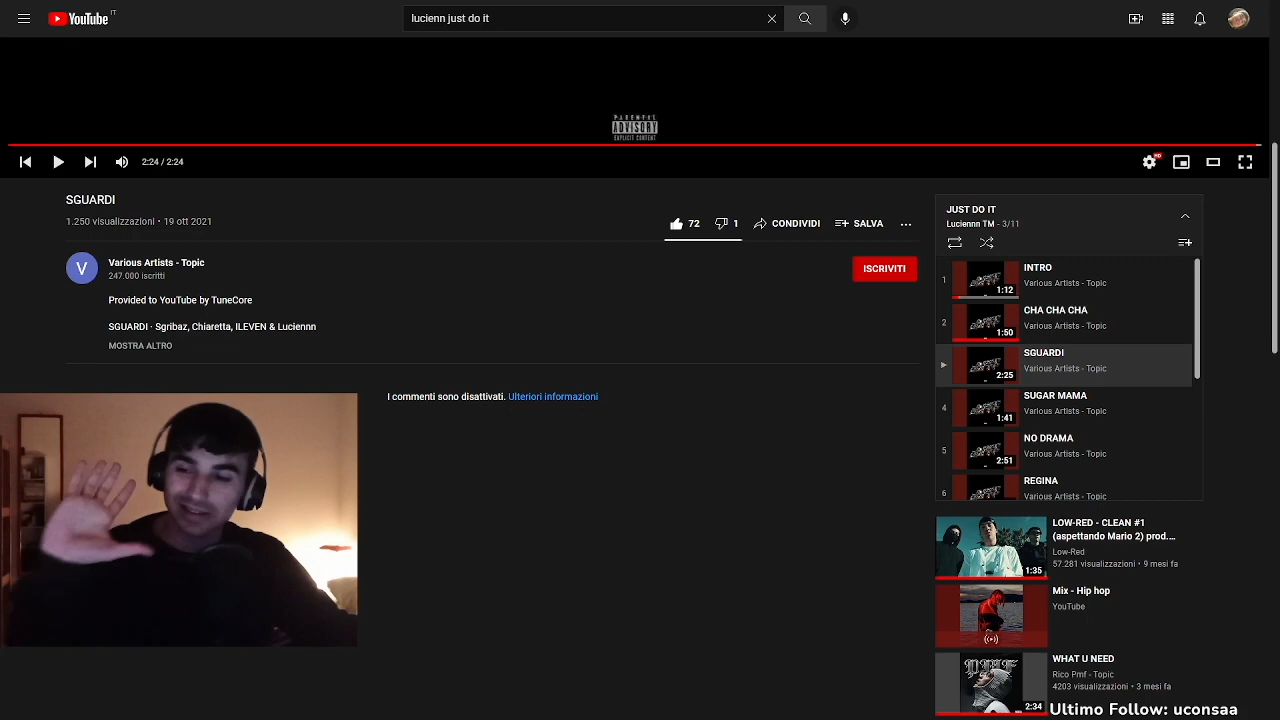 YouTube IT
lucienn just do it
PARENTAL
ADVISORY
EXPLICIT CONTENT
2:24 / 2:24
HD
SGUARDI
1.250 visualizzazioni • 19 ott 2021
72
1
CONDIVIDI
SALVA
V
Various Artists - Topic
247.000 iscritti
ISCRIVITI
Provided to YouTube by TuneCore
SGUARDI · Sgribaz, Chiaretta, ILEVEN & Luciennn
MOSTRA ALTRO
I commenti sono disattivati. Ulteriori informazioni
JUST DO IT
Luciennn TM - 3/11
1
1:12
INTRO
Various Artists - Topic
2
1:50
CHA CHA CHA
Various Artists - Topic
2:25
SGUARDI
Various Artists - Topic
4
1:41
SUGAR MAMA
Various Artists - Topic
5
2:51
NO DRAMA
Various Artists - Topic
6
REGINA
Various Artists - Topic
1:35
LOW-RED - CLEAN #1
(aspettando Mario 2) prod....
Low-Red
57.281 visualizzazioni • 9 mesi fa
Mix - Hip hop
YouTube
2:34
WHAT U NEED
Rico Pmf - Topic
4203 visualizzazioni • 3 mesi fa
Ultimo Follow: uconsaa